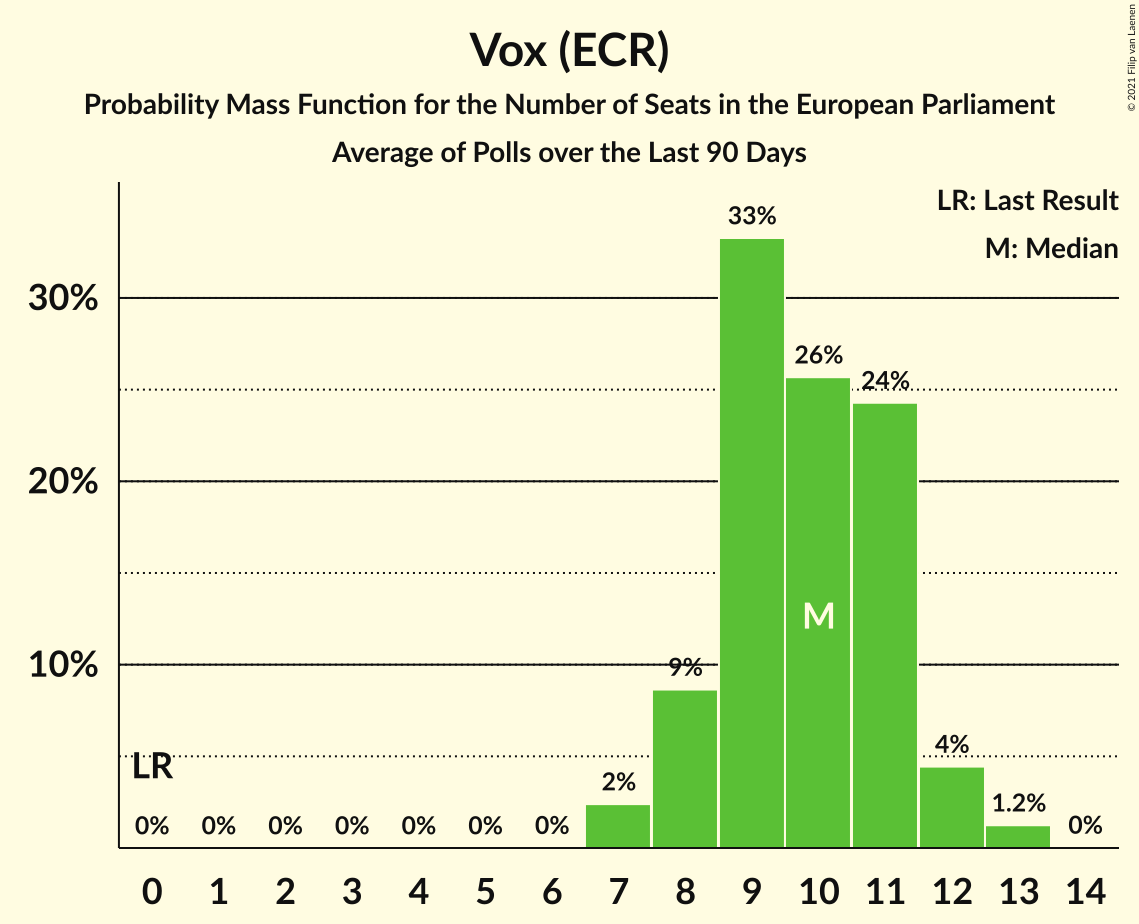 Vox (ECR)
Probability Mass Function for the Number of Seats in the European Parliament
Average of Polls over the Last 90 Days
© 2021 Filip van Laenen
LR: Last Result
M: Median
33%
30%
26%
24%
20%
M
10%
9%
LR
4%
2%
1.2%
0% 0% 0% 0% 0% 0% 0% 0%
0 1 2 3 4 5 6 7 8 9 10 11 12 13 14